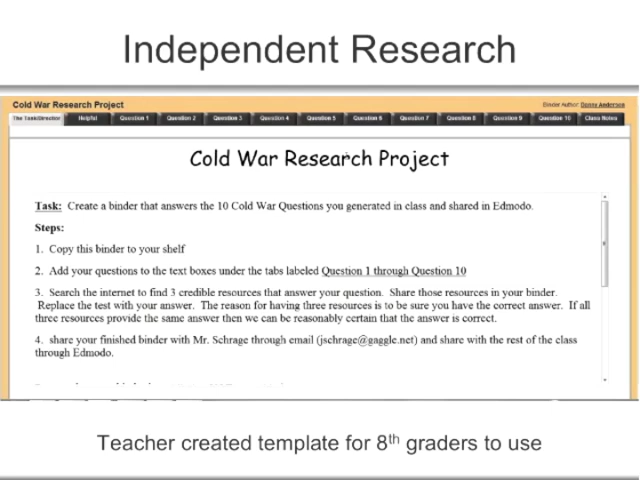 Independent Research
Cold War Research Project
Binder Author: Donna Anderson
The Task/Direction Helpful Question 1 Question 2 Question 3 Question 4 Question 5 Question 6 Question 7 Question 8 Question 9 Question 10 Class Notes
Cold War Research Project
Task: Create a binder that answers the 10 Cold War Questions you generated in class and shared in Edmodo.
Steps:
1. Copy this binder to your shelf
2. Add your questions to the text boxes under the tabs labeled Question 1 through Question 10
3. Search the internet to find 3 credible resources that answer your question. Share those resources in your binder.
Replace the test with your answer. The reason for having three resources is to be sure you have the correct answer. If all
three resources provide the same answer then we can be reasonably certain that the answer is correct.
4. share your finished binder with Mr. Schrage through email (jschrage@gaggle.net) and share with the rest of the class
through Edmodo.
Teacher created template for 8th graders to use